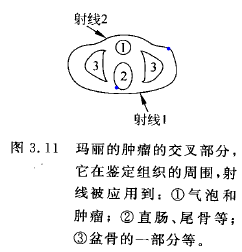 射线2
①
3
2
3
射线1
图 3.11 玛丽的肿瘤的交叉部分，
它在鉴定组织的周围，射
线被应用到：①气泡和
肿瘤；②直肠、尾骨等；
③盆骨的一部分等。